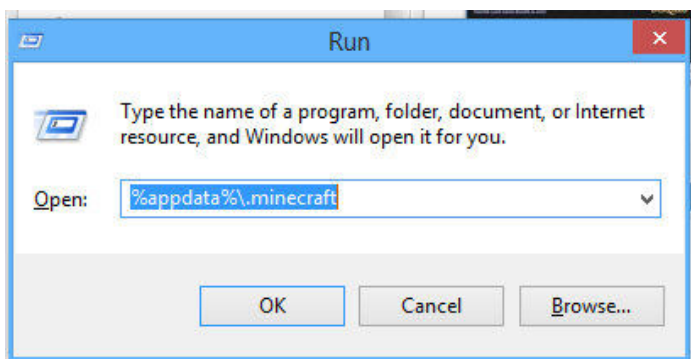 Run
Type the name of a program, folder, document, or Internet
resource, and Windows will open it for you.
Open: %appdata%\.minecraft
OK Cancel Browse...